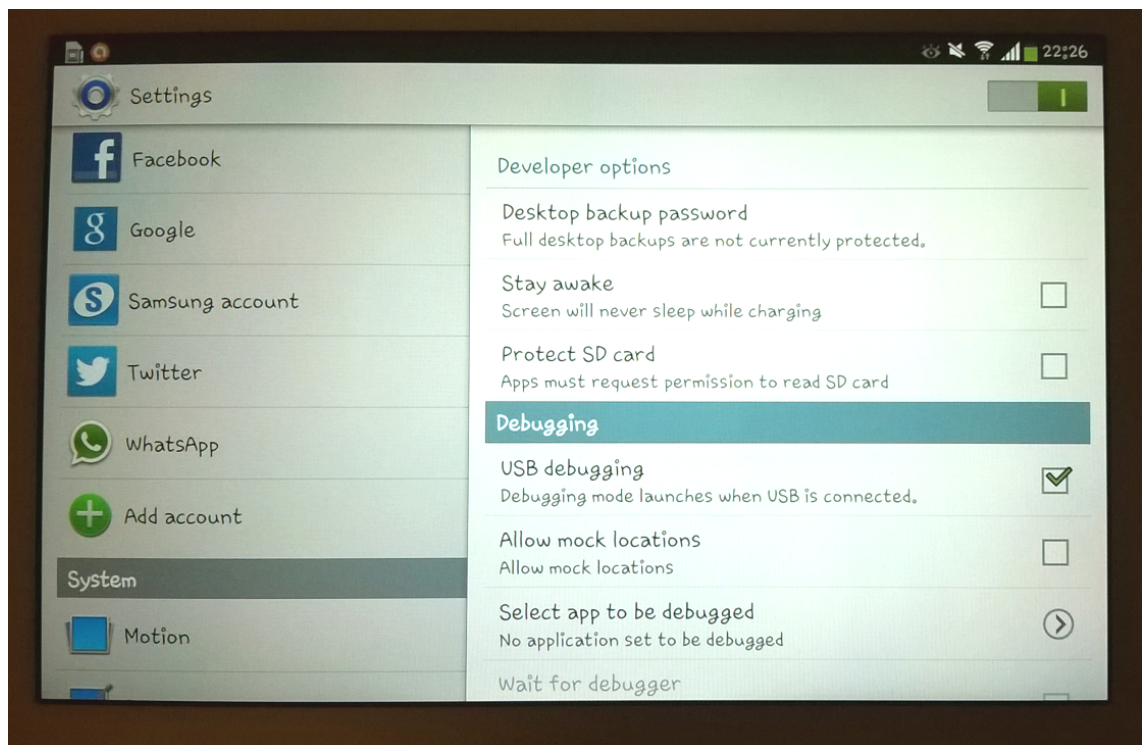 22:26
Settings
Facebook
Google
Samsung account
Twitter
WhatsApp
Add account
System
Motion
Developer options
Desktop backup password
Full desktop backups are not currently protected.
Stay awake
Screen will never sleep while charging
Protect SD card
Apps must request permission to read SD card
Debugging
USB debugging
Debugging mode launches when USB is connected.
Allow mock locations
Allow mock locations
Select app to be debugged
No application set to be debugged
Wait for debugger